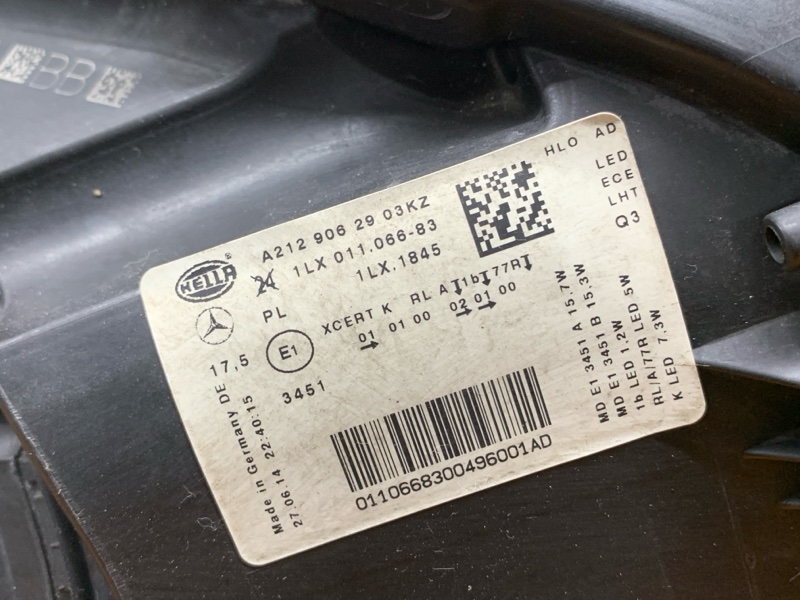 BB
HLO AD
LED
ECE
LHT
Q3
HELLA
A212 906 29 03KZ
1LX 011.066-83
1LX.1845
PL
17,5
E1
3451
XCERT K RL A 1b 77R
01 01 00 02 01 00
MD E1 3451 A 15.7W
MD E1 3451 B 15.3W
1b LED 1.2W
RL/A/77R LED 5W
K LED 7.3W
Made in Germany DE
27.06.14 22:40:15
0110668300496001AD